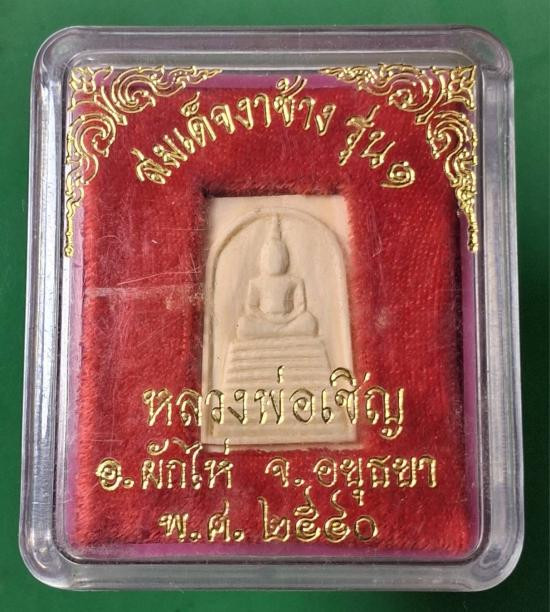 สมเด็จงาช้าง รุ่น ๑
หลวงพ่อเชิญ
อ.ผักไห่ จ.อยุธยา
พ.ศ. ๒๕๔๐